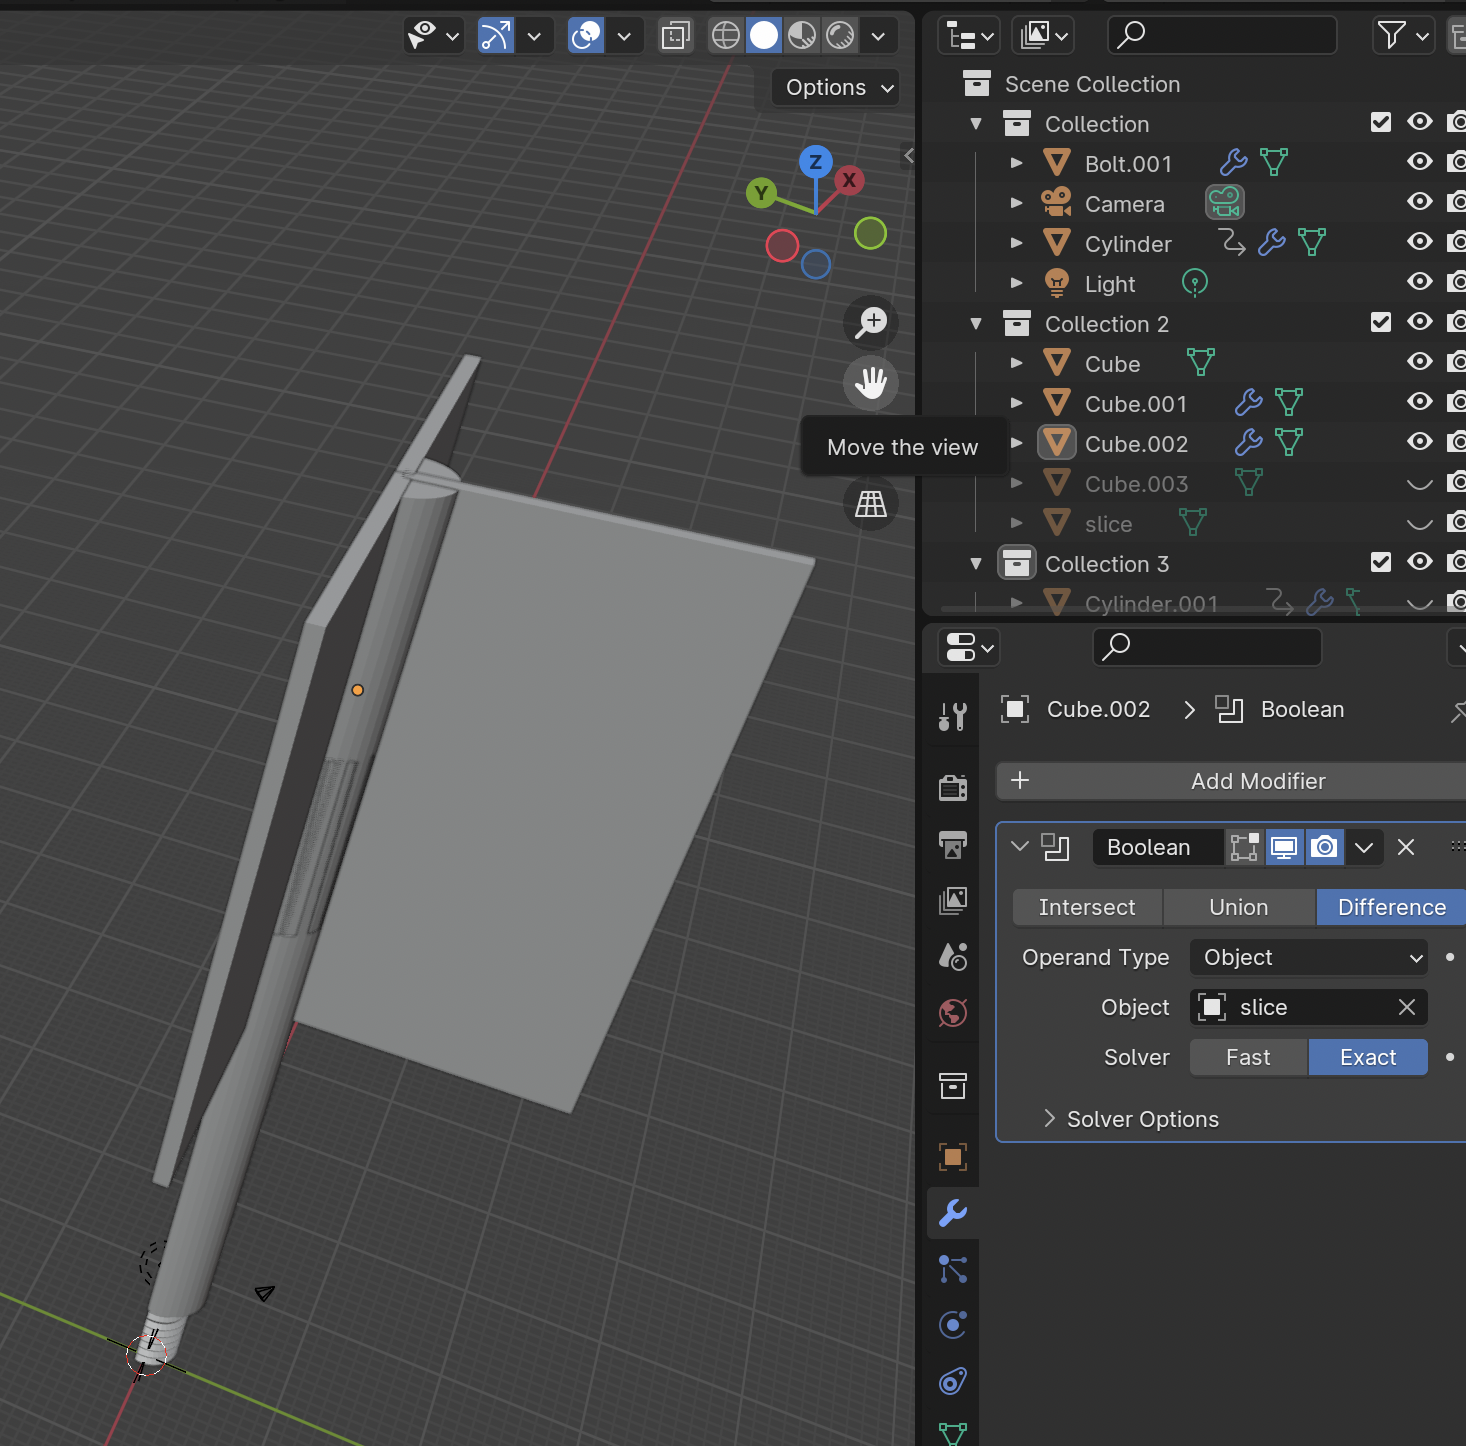 Options
Z
X
Y
Move the view
Scene Collection
Collection
Bolt.001
Camera
Cylinder
Light
Collection 2
Cube
Cube.001
Cube.002
Cube.003
slice
Collection 3
Cylinder.001
Cube.002 > Boolean
+ Add Modifier
Boolean
Intersect Union Difference
Operand Type Object
Object slice
Solver Fast Exact
Solver Options